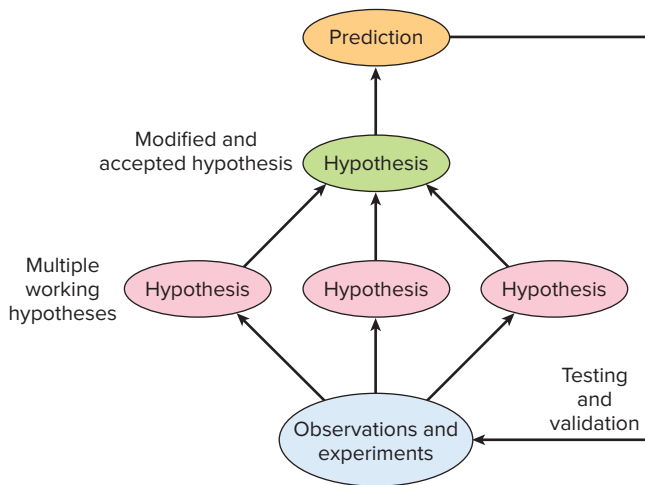 Prediction
Modified and
accepted hypothesis
Hypothesis
Multiple
working
hypotheses
Hypothesis
Hypothesis
Hypothesis
Testing
and
validation
Observations and
experiments